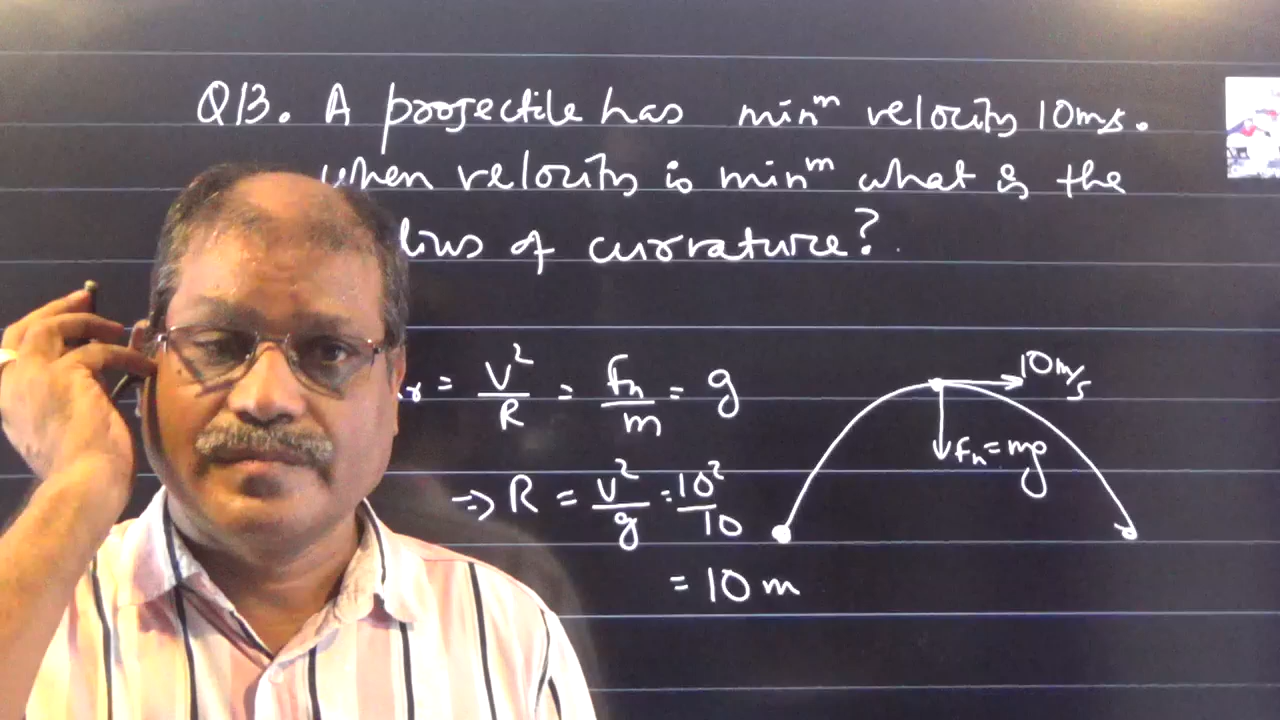 Q13. A projectile has minᵐ velocity 10m/s.
when velocity is minᵐ what is the
of curvature?
= v²/R = Fₙ/m = g
⇒ R = v²/g = 10²/10
= 10 m
10m/s
Fₙ = mg